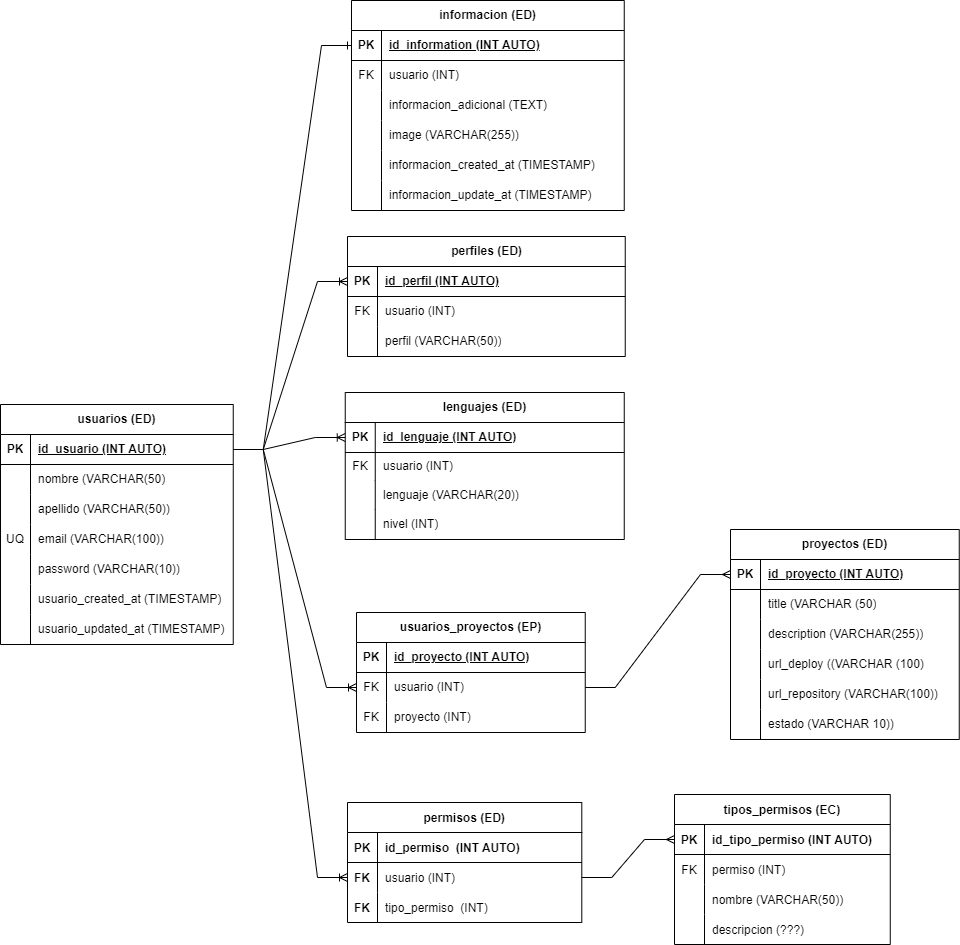 informacion (ED)
PK id_information (INT AUTO)
FK usuario (INT)
informacion_adicional (TEXT)
image (VARCHAR(255))
informacion_created_at (TIMESTAMP)
informacion_update_at (TIMESTAMP)
perfiles (ED)
PK id_perfil (INT AUTO)
FK usuario (INT)
perfil (VARCHAR(50))
usuarios (ED)
PK id_usuario (INT AUTO)
nombre (VARCHAR(50)
apellido (VARCHAR(50))
UQ email (VARCHAR(100))
password (VARCHAR(10))
usuario_created_at (TIMESTAMP)
usuario_updated_at (TIMESTAMP)
lenguajes (ED)
PK id_lenguaje (INT AUTO)
FK usuario (INT)
lenguaje (VARCHAR(20))
nivel (INT)
usuarios_proyectos (EP)
PK id_proyecto (INT AUTO)
FK usuario (INT)
FK proyecto (INT)
proyectos (ED)
PK id_proyecto (INT AUTO)
title (VARCHAR (50)
description (VARCHAR(255))
url_deploy ((VARCHAR (100)
url_repository (VARCHAR(100))
estado (VARCHAR 10))
permisos (ED)
PK id_permiso (INT AUTO)
FK usuario (INT)
FK tipo_permiso (INT)
tipos_permisos (EC)
PK id_tipo_permiso (INT AUTO)
FK permiso (INT)
nombre (VARCHAR(50))
descripcion (???)